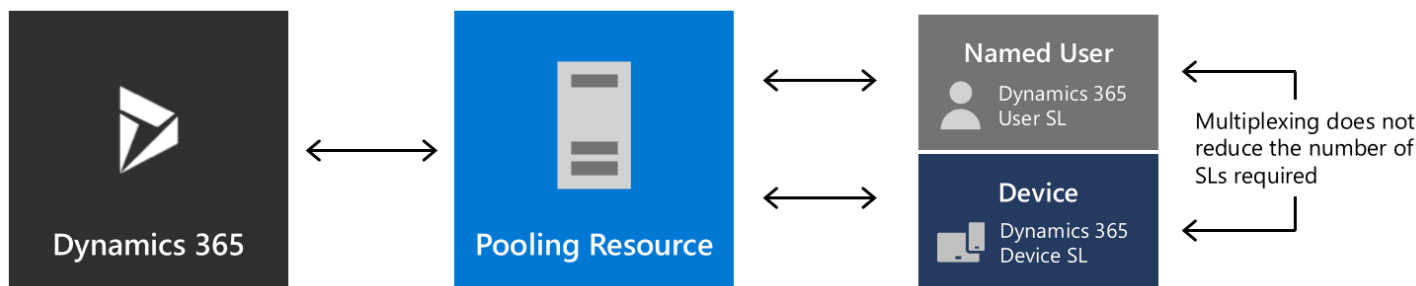 Dynamics 365
Pooling Resource
Named User
Dynamics 365
User SL
Device
Dynamics 365
Device SL
Multiplexing does not
reduce the number of
SLs required